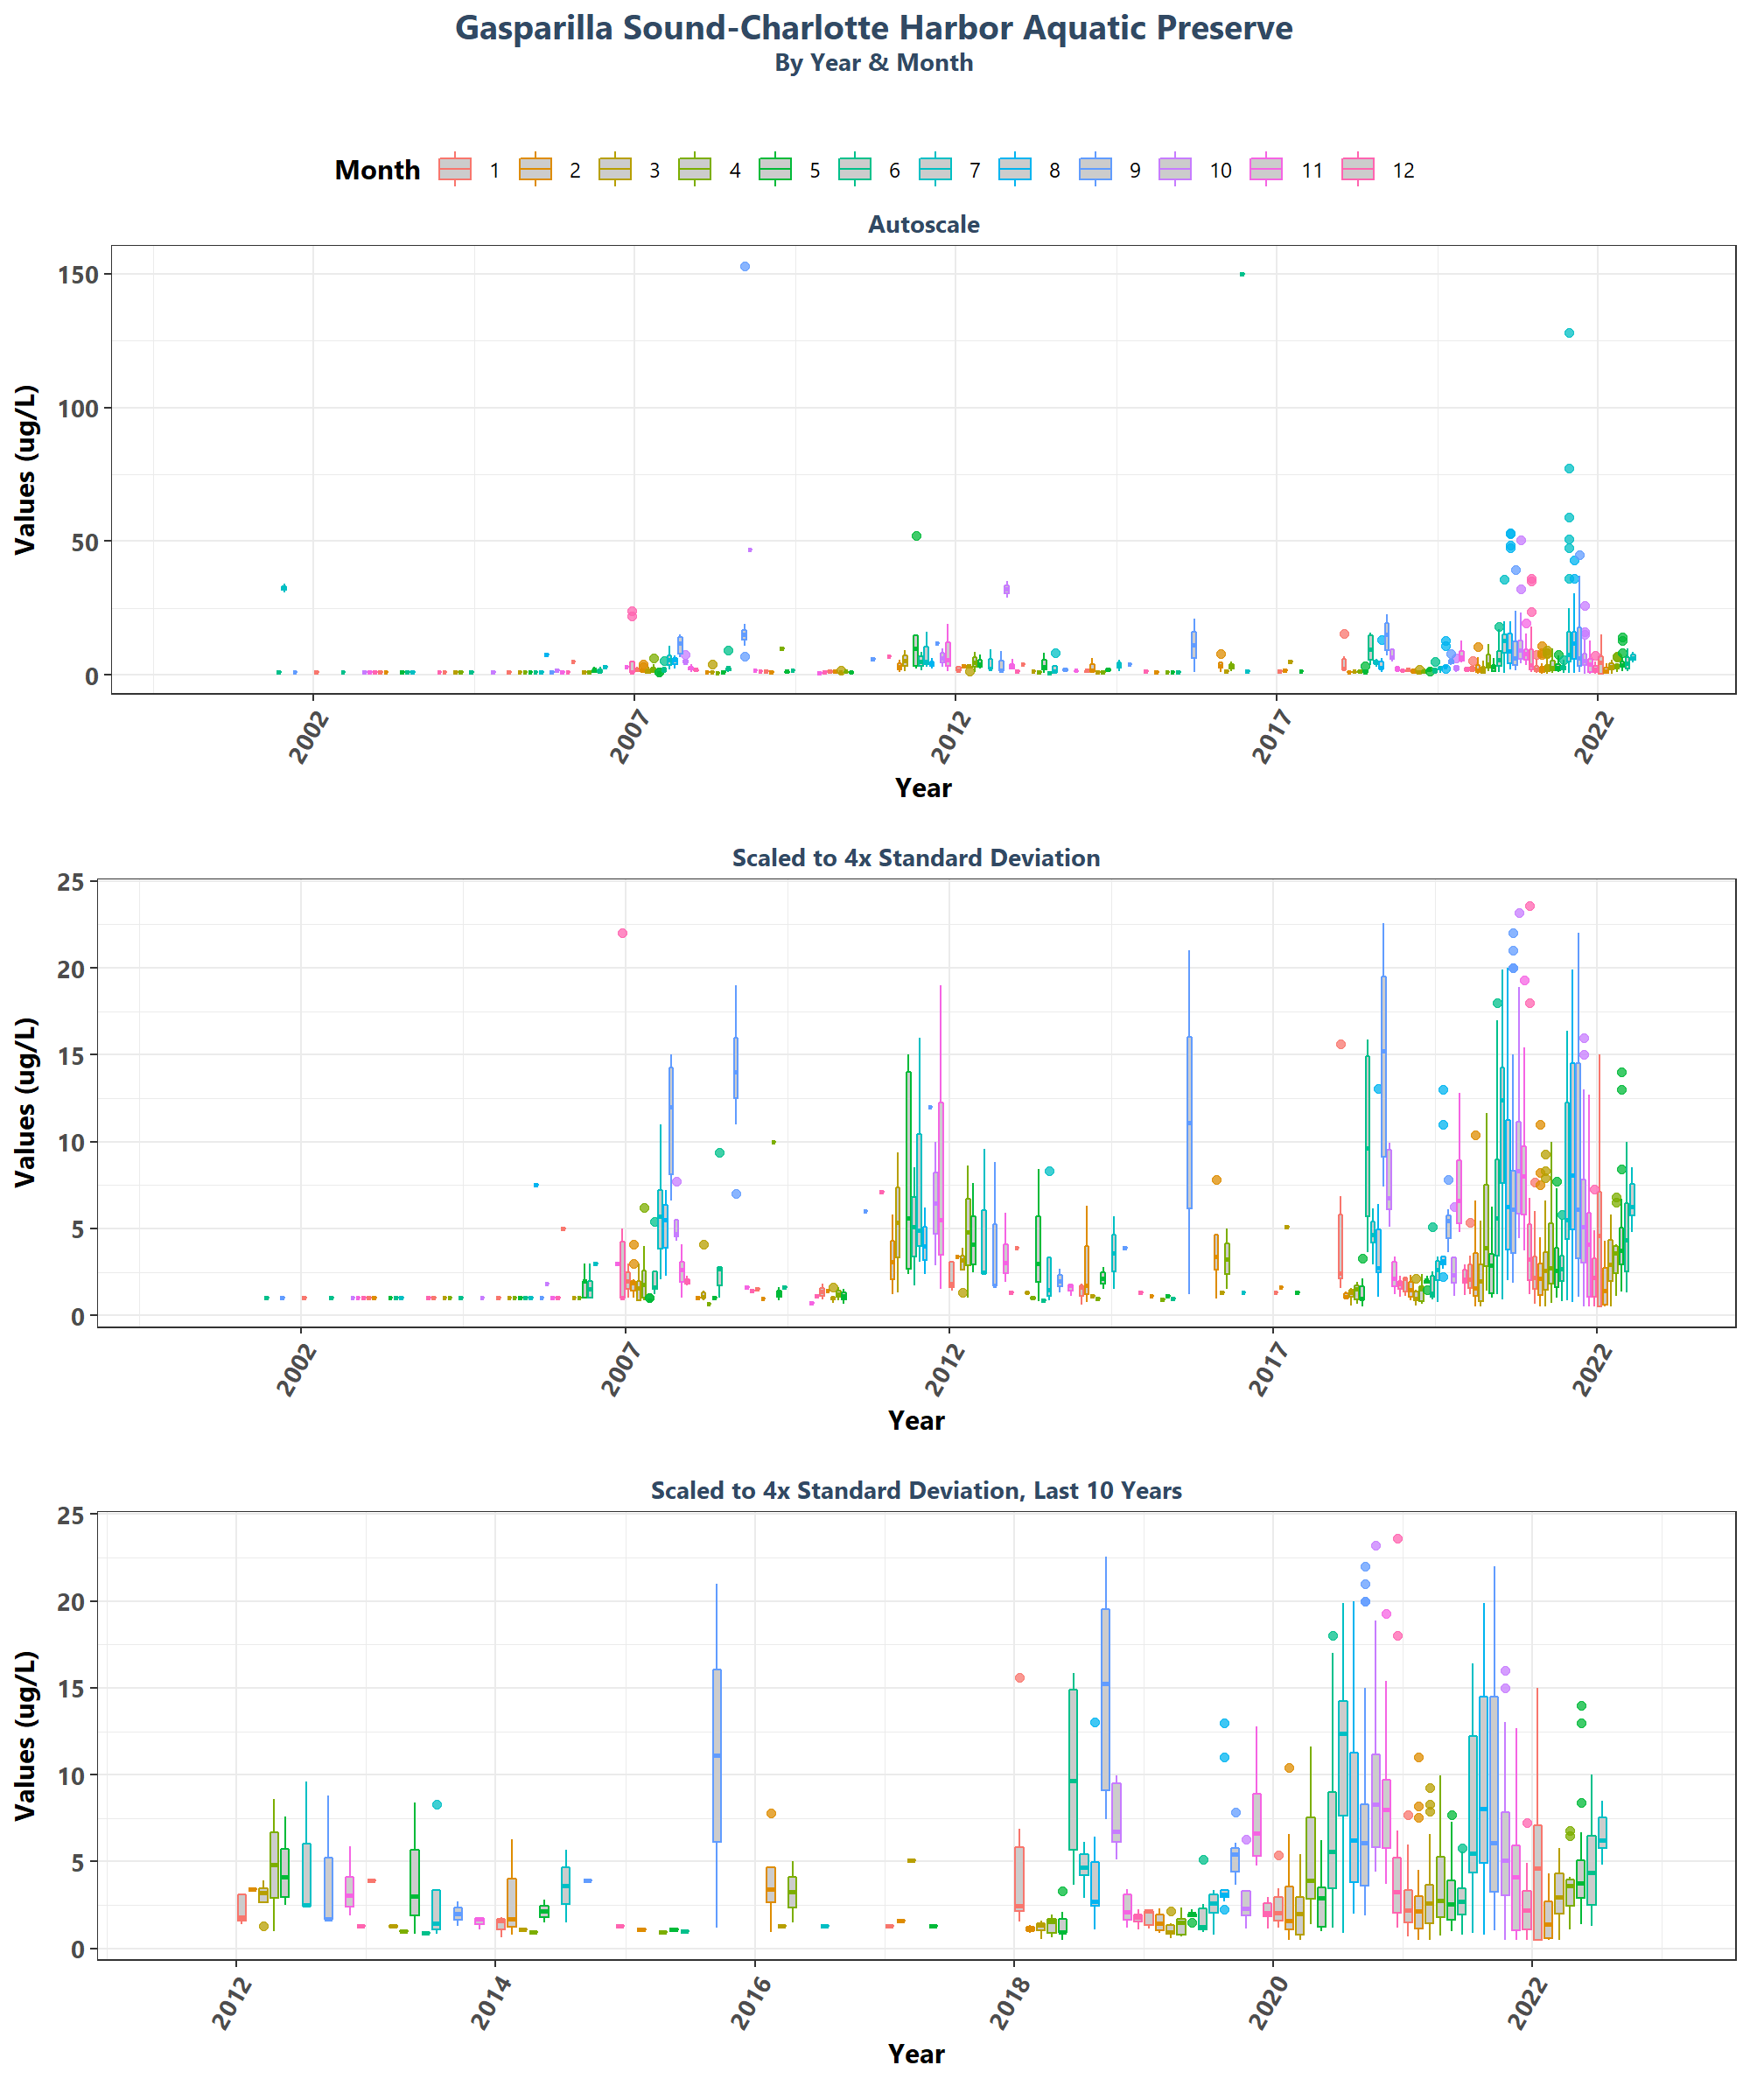 Gasparilla Sound-Charlotte Harbor Aquatic Preserve
By Year & Month
Month 1 2 3 4 5 6 7 8 9 10 11 12
Autoscale
Values (ug/L)
150
100
50
0
2002 2007 2012 2017 2022
Year
Scaled to 4x Standard Deviation
Values (ug/L)
25
20
15
10
5
0
2002 2007 2012 2017 2022
Year
Scaled to 4x Standard Deviation, Last 10 Years
Values (ug/L)
25
20
15
10
5
0
2012 2014 2016 2018 2020 2022
Year